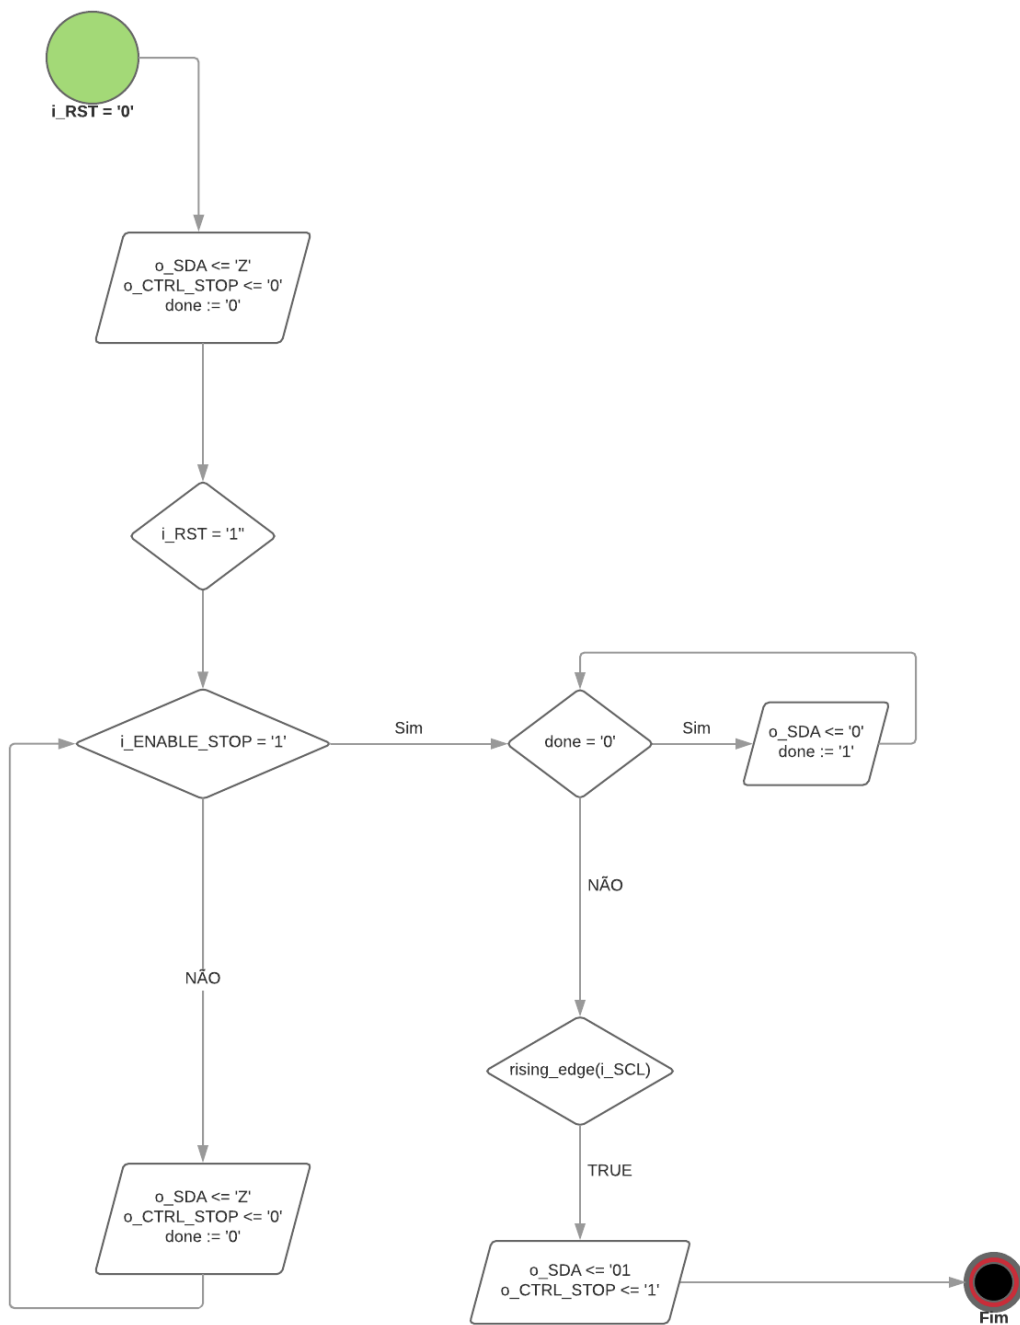 i_RST = '0'
o_SDA <= 'Z'
o_CTRL_STOP <= '0'
done := '0'
i_RST = '1"
i_ENABLE_STOP = '1'
Sim
done = '0'
Sim
o_SDA <= '0'
done := '1'
NÃO
NÃO
rising_edge(i_SCL)
TRUE
o_SDA <= 'Z'
o_CTRL_STOP <= '0'
done := '0'
o_SDA <= '01
o_CTRL_STOP <= '1'
Fim